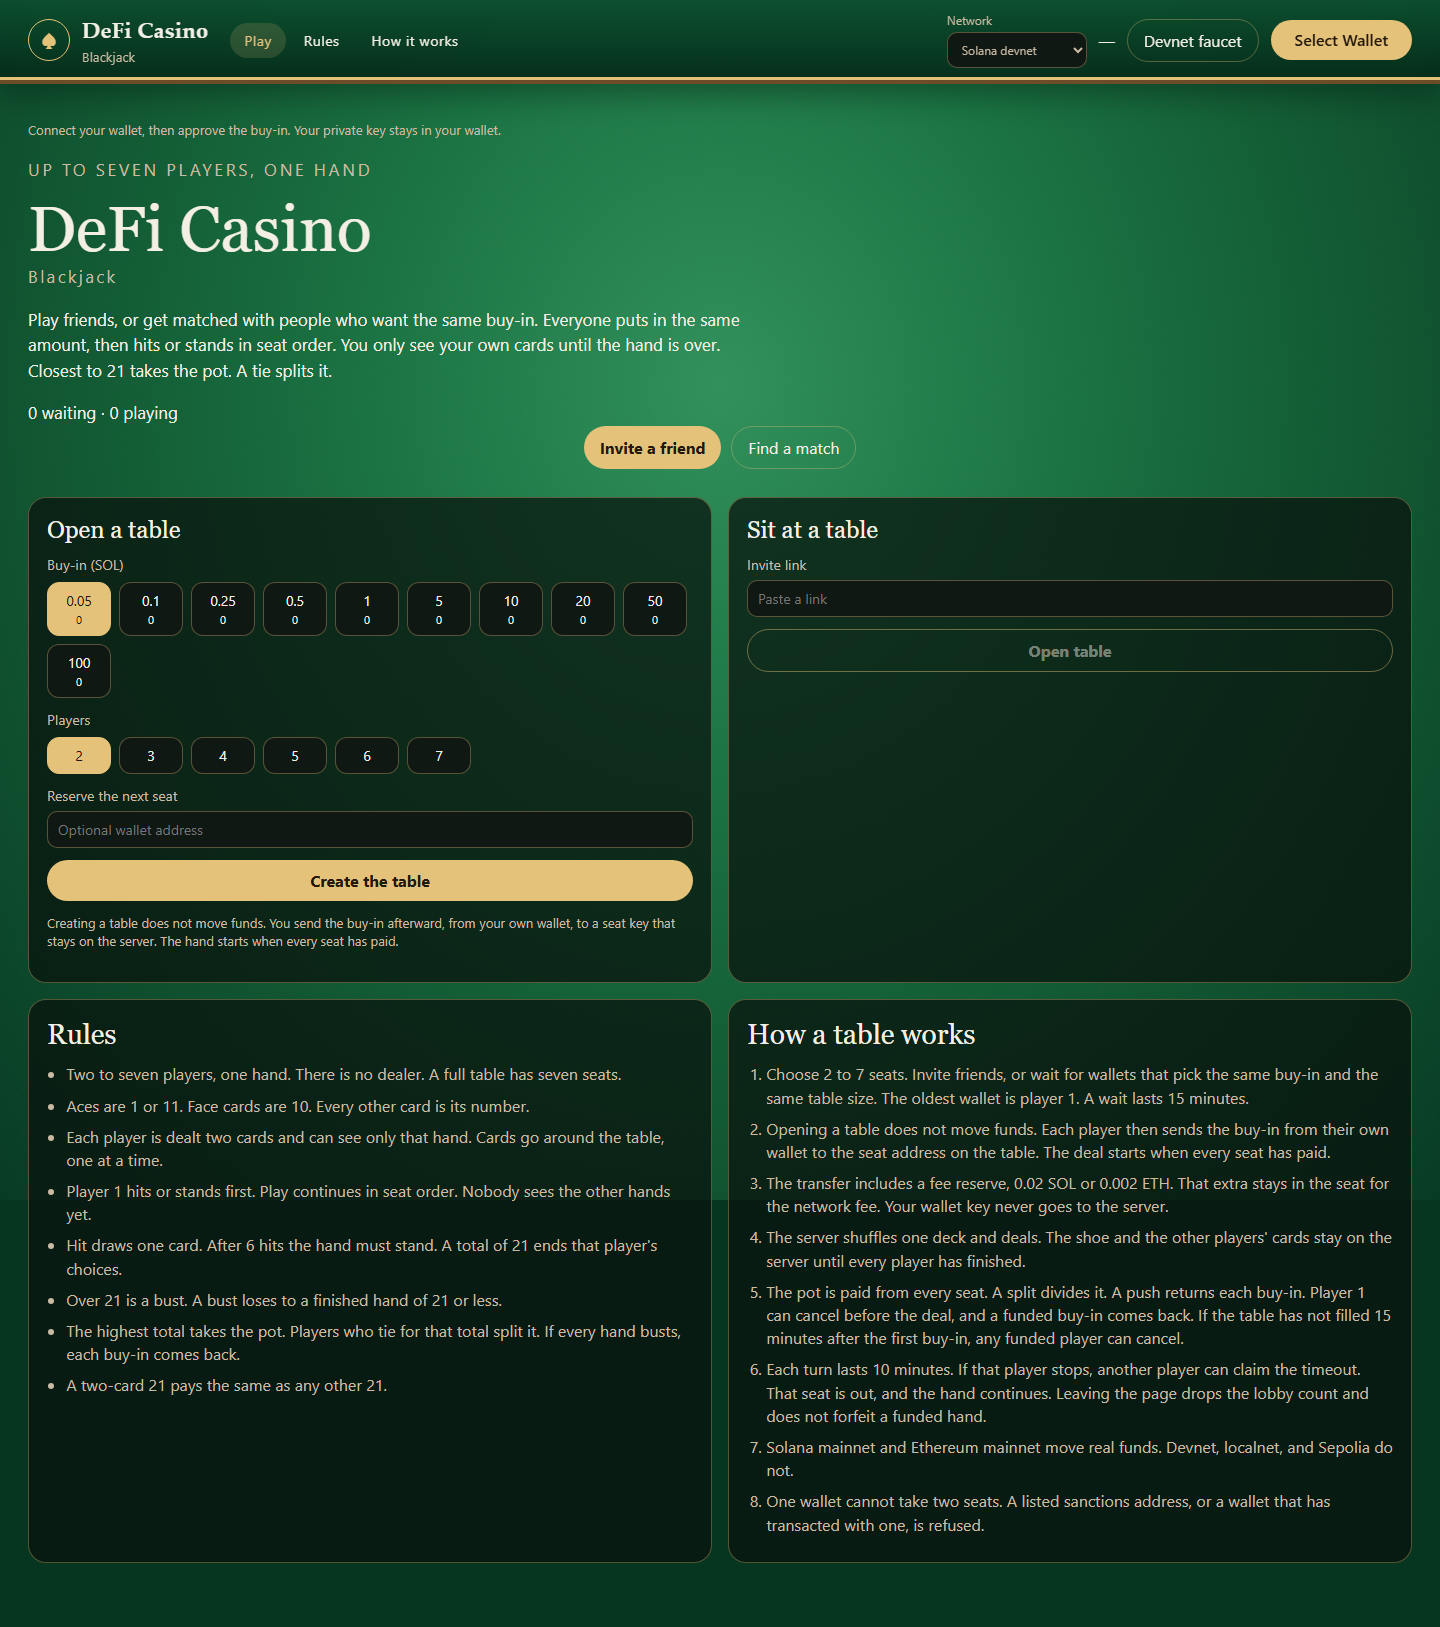 DeFi Casino
Blackjack
Play
Rules
How it works
Network
Solana devnet
—
Devnet faucet
Select Wallet
Connect your wallet, then approve the buy-in. Your private key stays in your wallet.
UP TO SEVEN PLAYERS, ONE HAND
DeFi Casino
Blackjack
Play friends, or get matched with people who want the same buy-in. Everyone puts in the same
amount, then hits or stands in seat order. You only see your own cards until the hand is over.
Closest to 21 takes the pot. A tie splits it.
0 waiting · 0 playing
Invite a friend
Find a match
Open a table
Buy-in (SOL)
0.05
0
0.1
0
0.25
0
0.5
0
1
0
5
0
10
0
20
0
50
0
100
0
Players
2
3
4
5
6
7
Reserve the next seat
Optional wallet address
Create the table
Creating a table does not move funds. You send the buy-in afterward, from your own wallet, to a seat key that
stays on the server. The hand starts when every seat has paid.
Sit at a table
Invite link
Paste a link
Open table
Rules
Two to seven players, one hand. There is no dealer. A full table has seven seats.
Aces are 1 or 11. Face cards are 10. Every other card is its number.
Each player is dealt two cards and can see only that hand. Cards go around the table,
one at a time.
Player 1 hits or stands first. Play continues in seat order. Nobody sees the other hands
yet.
Hit draws one card. After 6 hits the hand must stand. A total of 21 ends that player's
choices.
Over 21 is a bust. A bust loses to a finished hand of 21 or less.
The highest total takes the pot. Players who tie for that total split it. If every hand busts,
each buy-in comes back.
A two-card 21 pays the same as any other 21.
How a table works
1. Choose 2 to 7 seats. Invite friends, or wait for wallets that pick the same buy-in and the
same table size. The oldest wallet is player 1. A wait lasts 15 minutes.
2. Opening a table does not move funds. Each player then sends the buy-in from their own
wallet to the seat address on the table. The deal starts when every seat has paid.
3. The transfer includes a fee reserve, 0.02 SOL or 0.002 ETH. That extra stays in the seat for
the network fee. Your wallet key never goes to the server.
4. The server shuffles one deck and deals. The shoe and the other players' cards stay on the
server until every player has finished.
5. The pot is paid from every seat. A split divides it. A push returns each buy-in. Player 1
can cancel before the deal, and a funded buy-in comes back. If the table has not filled 15
minutes after the first buy-in, any funded player can cancel.
6. Each turn lasts 10 minutes. If that player stops, another player can claim the timeout.
That seat is out, and the hand continues. Leaving the page drops the lobby count and
does not forfeit a funded hand.
7. Solana mainnet and Ethereum mainnet move real funds. Devnet, localnet, and Sepolia do
not.
8. One wallet cannot take two seats. A listed sanctions address, or a wallet that has
transacted with one, is refused.